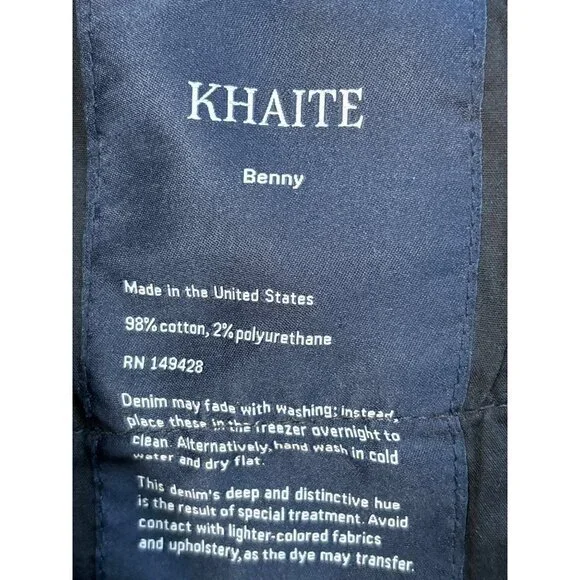 KHAITE
Benny
Made in the United States
98% cotton, 2% polyurethane
RN 149428
Denim may fade with washing; instead,
place these in the freezer overnight to
clean. Alternatively, hand wash in cold
water and dry flat.
This denim's deep and distinctive hue
is the result of special treatment. Avoid
contact with lighter-colored fabrics
and upholstery, as the dye may transfer.